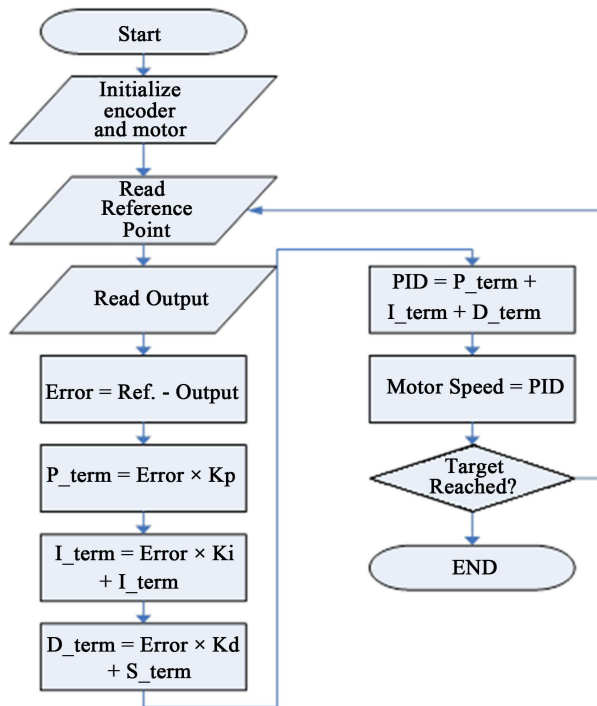 Start
Initialize
encoder
and motor
Read
Reference
Point
Read Output
Error = Ref. - Output
P_term = Error × Kp
I_term = Error × Ki
+ I_term
D_term = Error × Kd
+ S_term
PID = P_term +
I_term + D_term
Motor Speed = PID
Target
Reached?
END